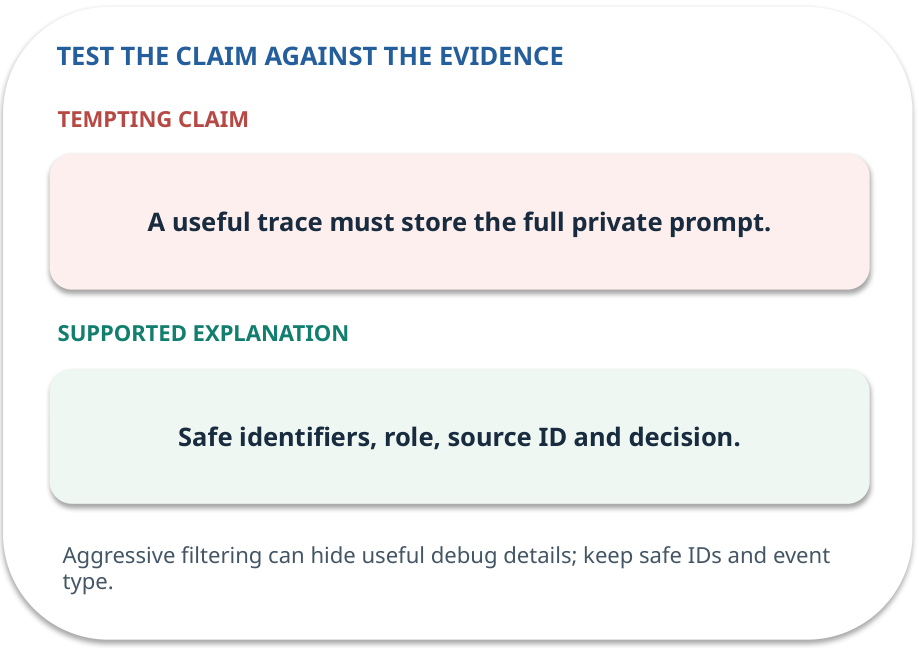 TEST THE CLAIM AGAINST THE EVIDENCE
TEMPTING CLAIM
A useful trace must store the full private prompt.
SUPPORTED EXPLANATION
Safe identifiers, role, source ID and decision.
Aggressive filtering can hide useful debug details; keep safe IDs and event
type.